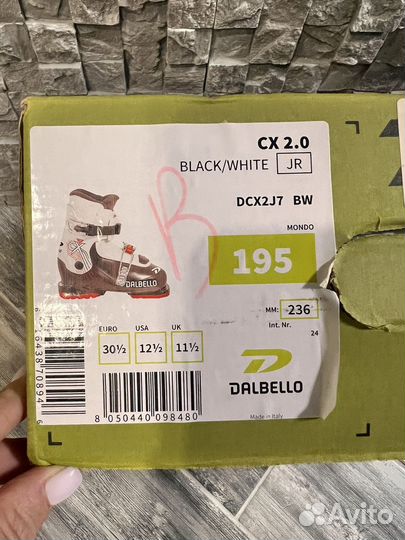 CX 2.0
BLACK/WHITE JR
DCX2J7 BW
MONDO
195
MM: 236
Int. Nr.
24
EURO USA UK
30½ 12½ 11½
DALBELLO
DALBELLO
8 050440 098480
Made in Italy
B
Avito